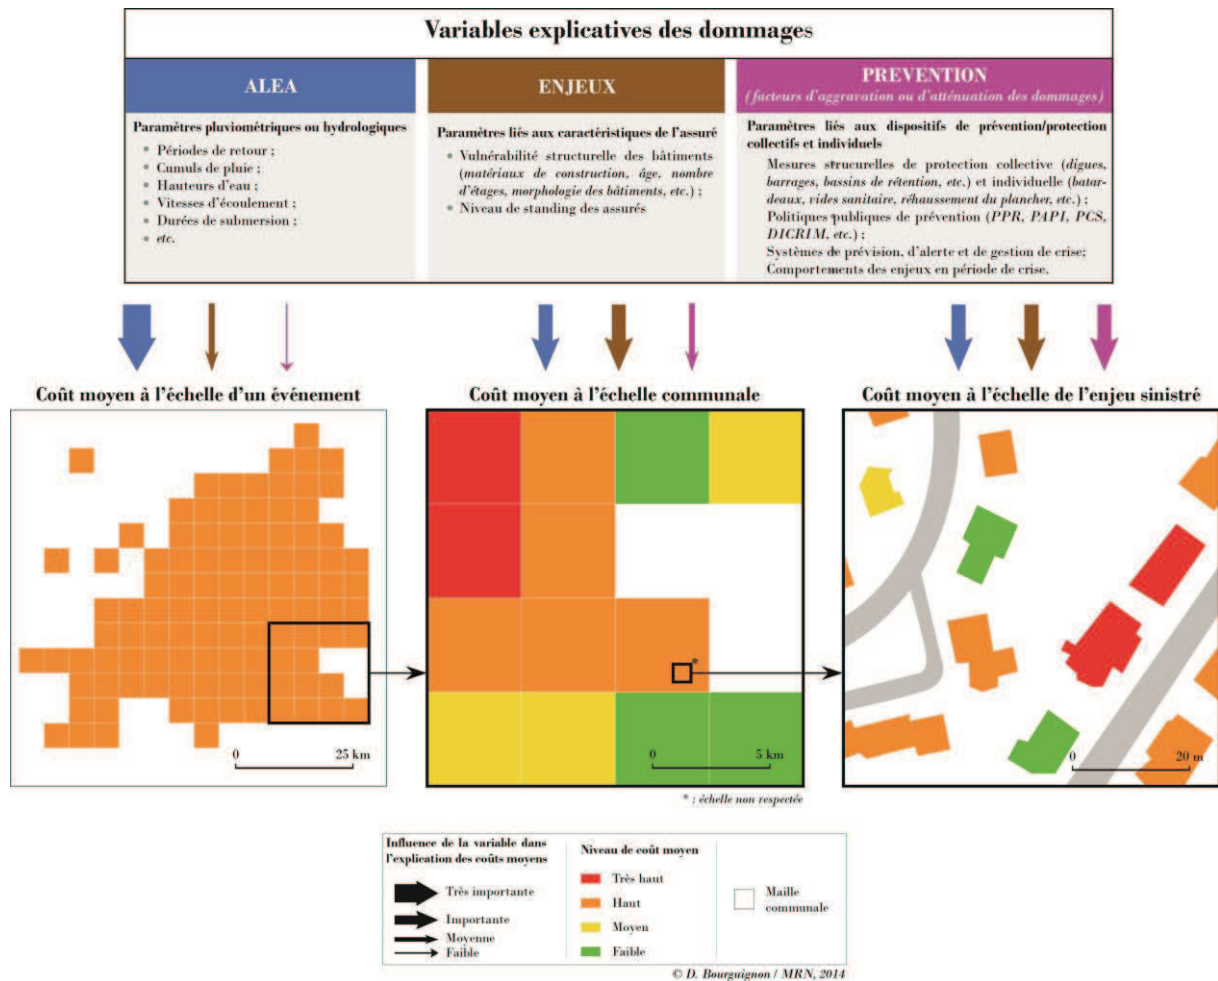 Variables explicatives des dommages
ALEA
Paramètres pluviométriques ou hydrologiques
• Périodes de retour ;
• Cumuls de pluie ;
• Hauteurs d'eau ;
• Vitesses d'écoulement ;
• Durées de submersion ;
• etc.
ENJEUX
Paramètres liés aux caractéristiques de l'assuré
• Vulnérabilité structurelle des bâtiments
(matériaux de construction, âge, nombre
d'étages, morphologie des bâtiments, etc.) ;
• Niveau de standing des assurés
PREVENTION
(facteurs d'aggravation ou d'atténuation des dommages)
Paramètres liés aux dispositifs de prévention/protection
collectifs et individuels
Mesures strucurelles de protection collective (digues,
barrages, bassins de rétention, etc.) et individuelle (batar-
deaux, vides sanitaire, réhaussement du plancher, etc.) ;
Politiques publiques de prévention (PPR, PAPI, PCS,
DICRIM, etc.) ;
Systèmes de prévision, d'alerte et de gestion de crise;
Comportements des enjeux en période de crise.
Coût moyen à l'échelle d'un événement
0 25 km
Coût moyen à l'échelle communale
*
0 5 km
* : échelle non respectée
Coût moyen à l'échelle de l'enjeu sinistré
0 20 m
Influence de la variable dans
l'explication des coûts moyens
Très importante
Importante
Moyenne
Faible
Niveau de coût moyen
Très haut
Haut
Moyen
Faible
Maille
communale
© D. Bourguignon / MRN, 2014